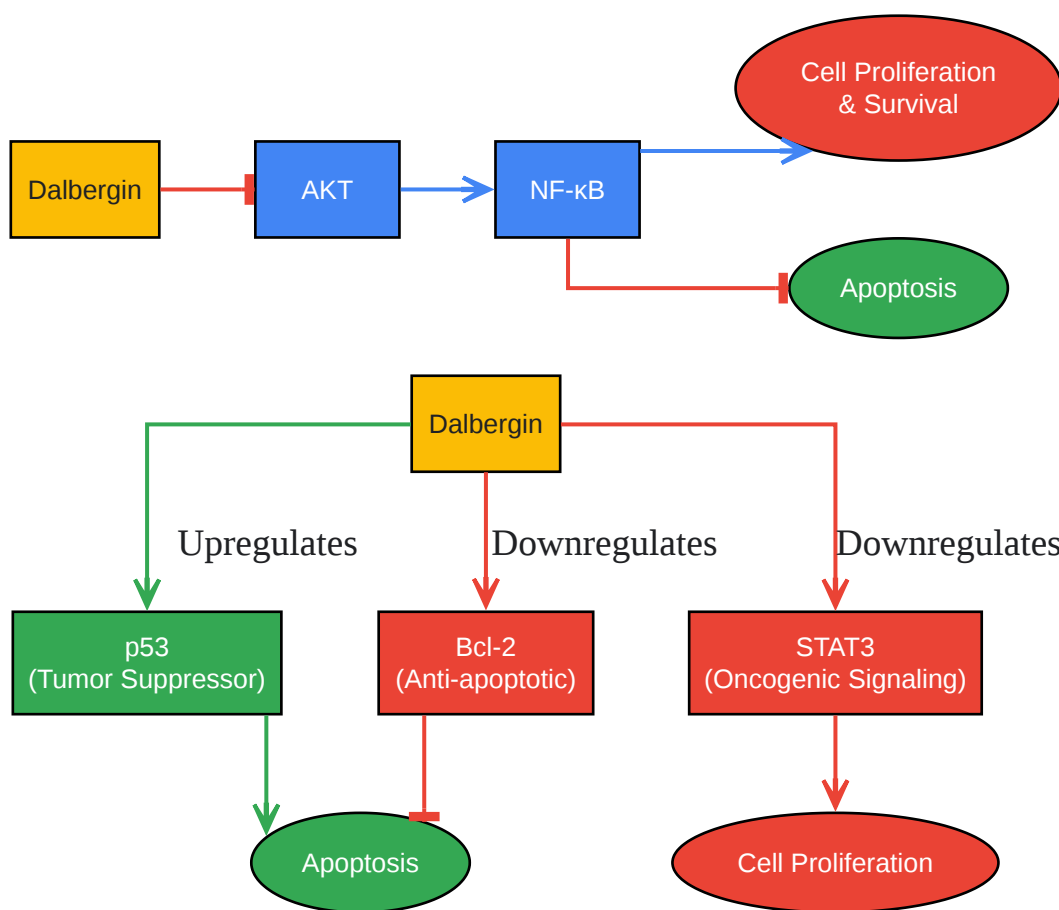 Cell Proliferation
& Survival
Dalbergin
AKT
NF-κB
Apoptosis
Dalbergin
Upregulates
Downregulates
Downregulates
p53
(Tumor Suppressor)
Bcl-2
(Anti-apoptotic)
STAT3
(Oncogenic Signaling)
Apoptosis
Cell Proliferation